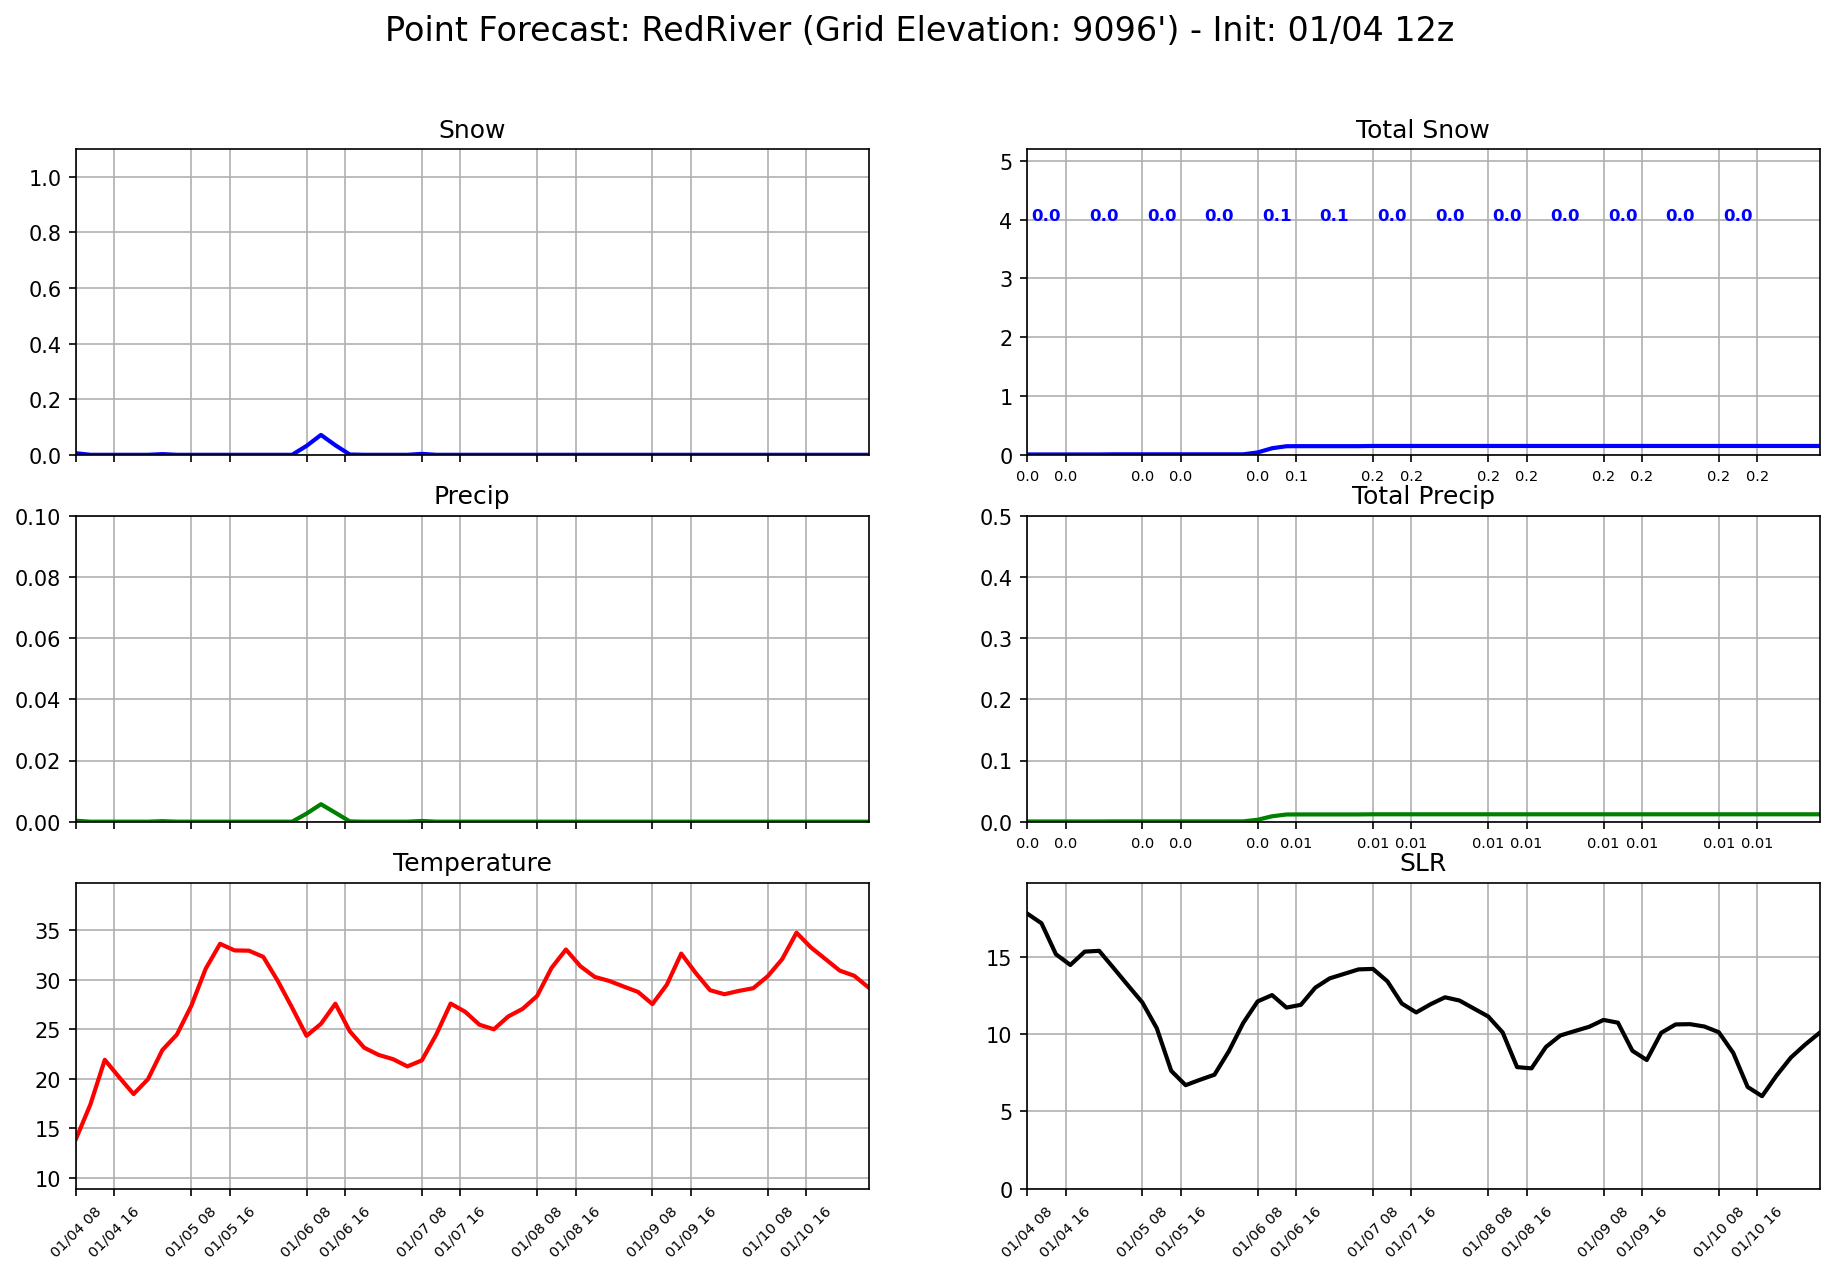 Point Forecast: RedRiver (Grid Elevation: 9096') - Init: 01/04 12z
Snow
1.0
0.8
0.6
0.4
0.2
0.0
Total Snow
5
4
3
2
1
0
0.0 0.0 0.0 0.0 0.1 0.1 0.0 0.0 0.0 0.0 0.0 0.0 0.0
0.0 0.0 0.0 0.0 0.0 0.1 0.2 0.2 0.2 0.2 0.2 0.2 0.2 0.2
Precip
0.10
0.08
0.06
0.04
0.02
0.00
Total Precip
0.5
0.4
0.3
0.2
0.1
0.0
0.0 0.0 0.0 0.0 0.0 0.01 0.01 0.01 0.01 0.01 0.01 0.01 0.01 0.01
Temperature
35
30
25
20
15
10
01/04 08 01/04 16 01/05 08 01/05 16 01/06 08 01/06 16 01/07 08 01/07 16 01/08 08 01/08 16 01/09 08 01/09 16 01/10 08 01/10 16
SLR
15
10
5
0
01/04 08 01/04 16 01/05 08 01/05 16 01/06 08 01/06 16 01/07 08 01/07 16 01/08 08 01/08 16 01/09 08 01/09 16 01/10 08 01/10 16